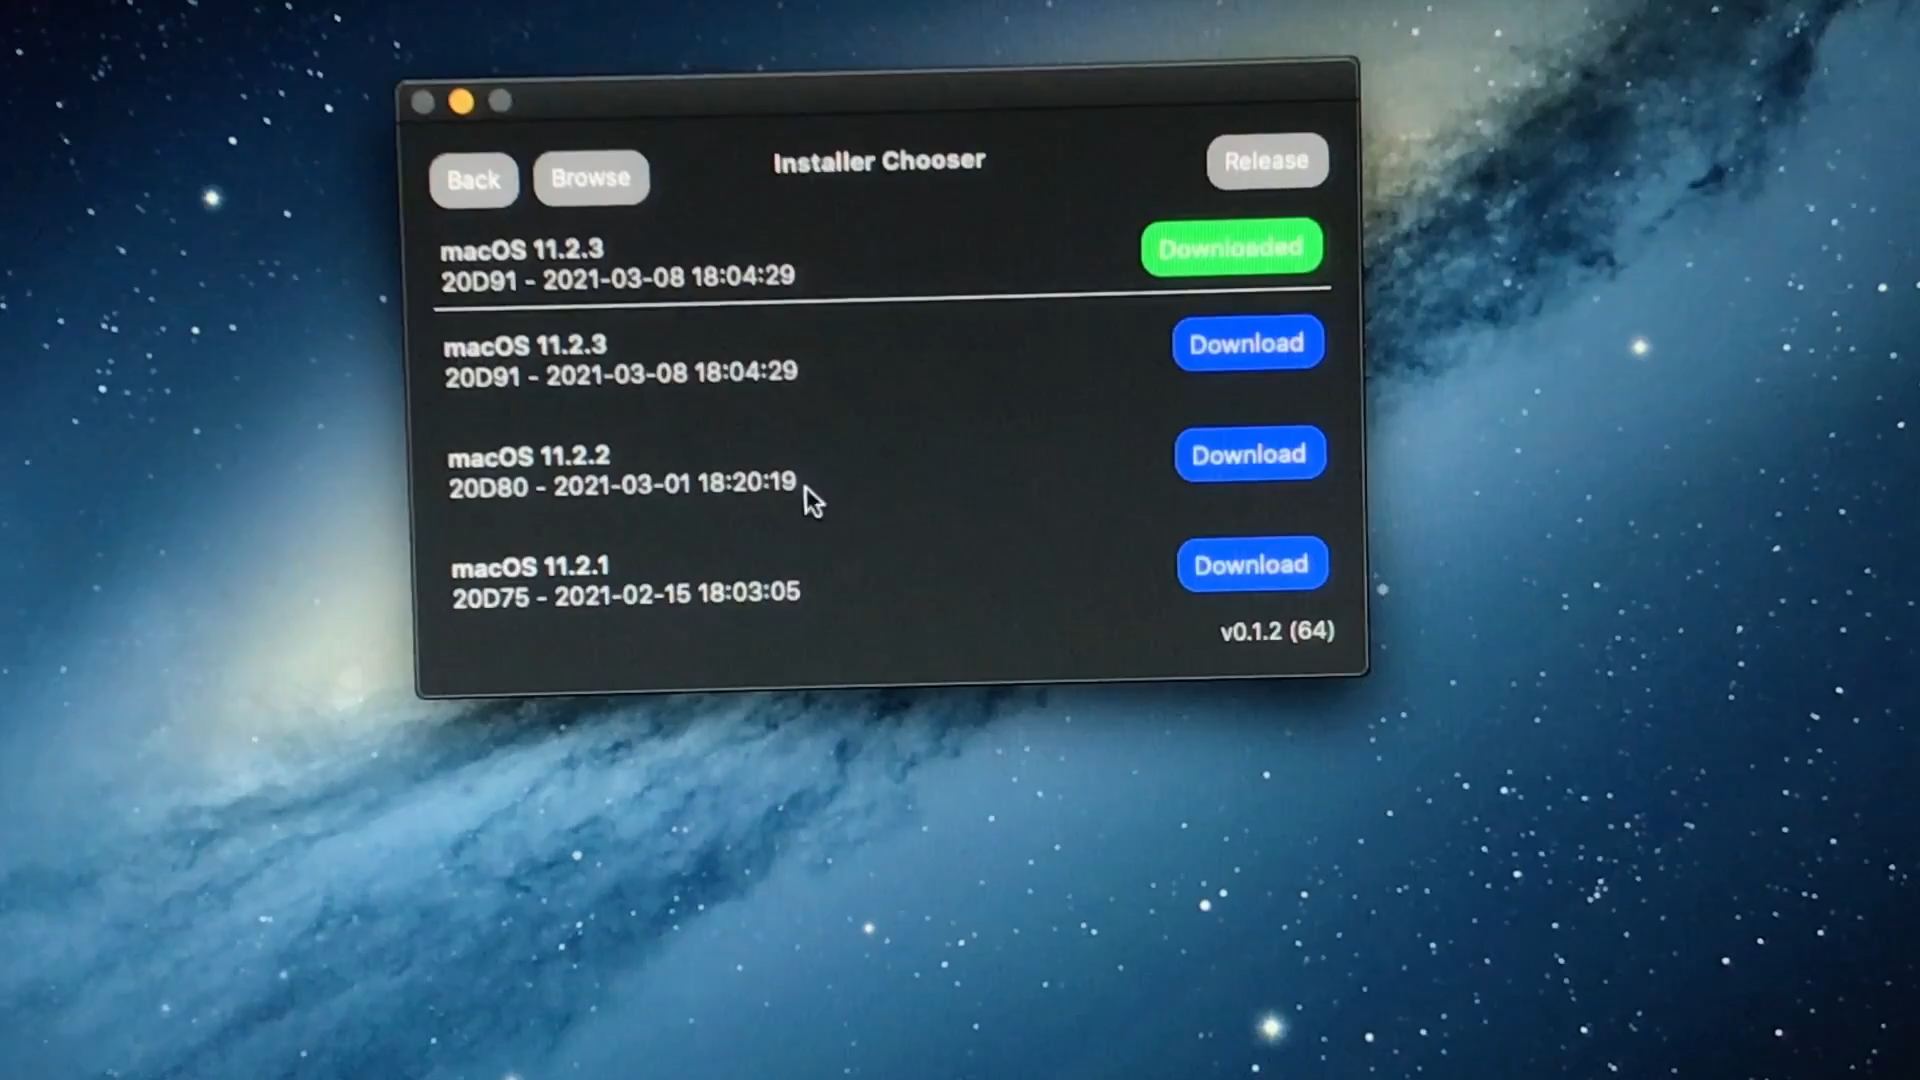 Back
Browse
Installer Chooser
Release
macOS 11.2.3
20D91 - 2021-03-08 18:04:29
Downloaded
macOS 11.2.3
20D91 - 2021-03-08 18:04:29
Download
macOS 11.2.2
20D80 - 2021-03-01 18:20:19
Download
macOS 11.2.1
20D75 - 2021-02-15 18:03:05
Download
v0.1.2 (64)